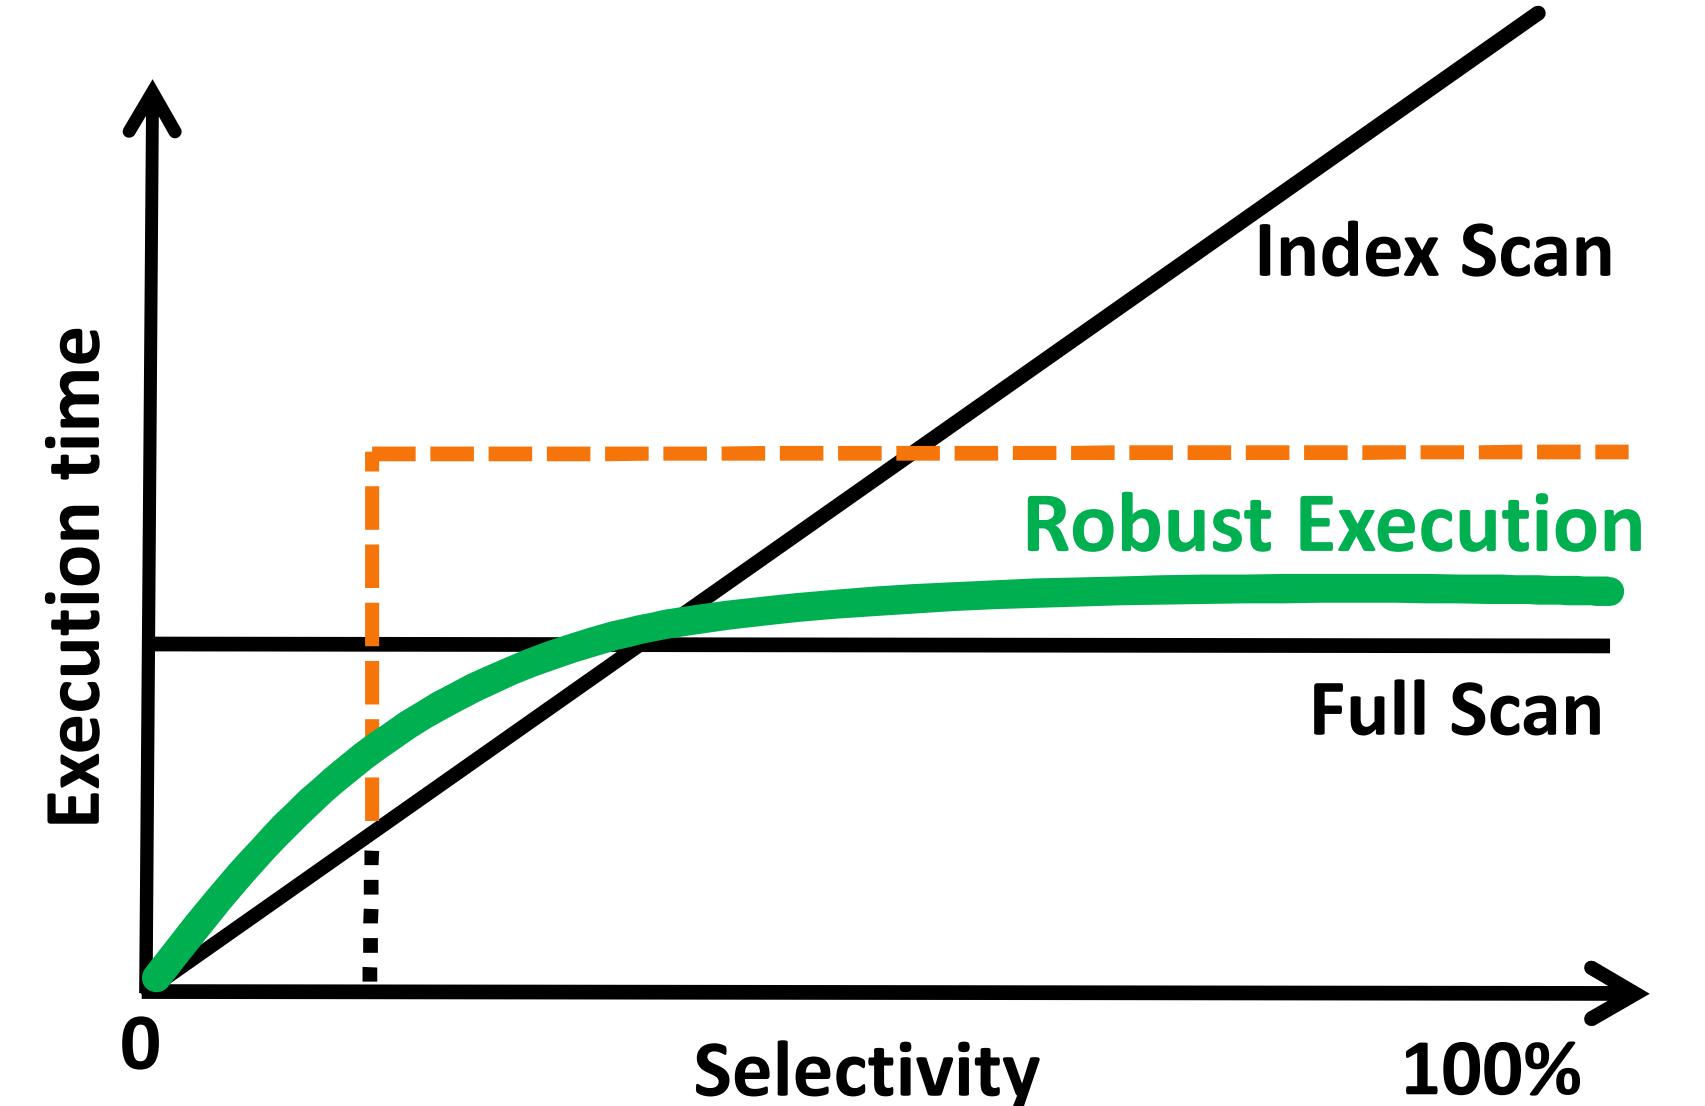 Index Scan
Execution time
Robust Execution
Full Scan
0
Selectivity
100%